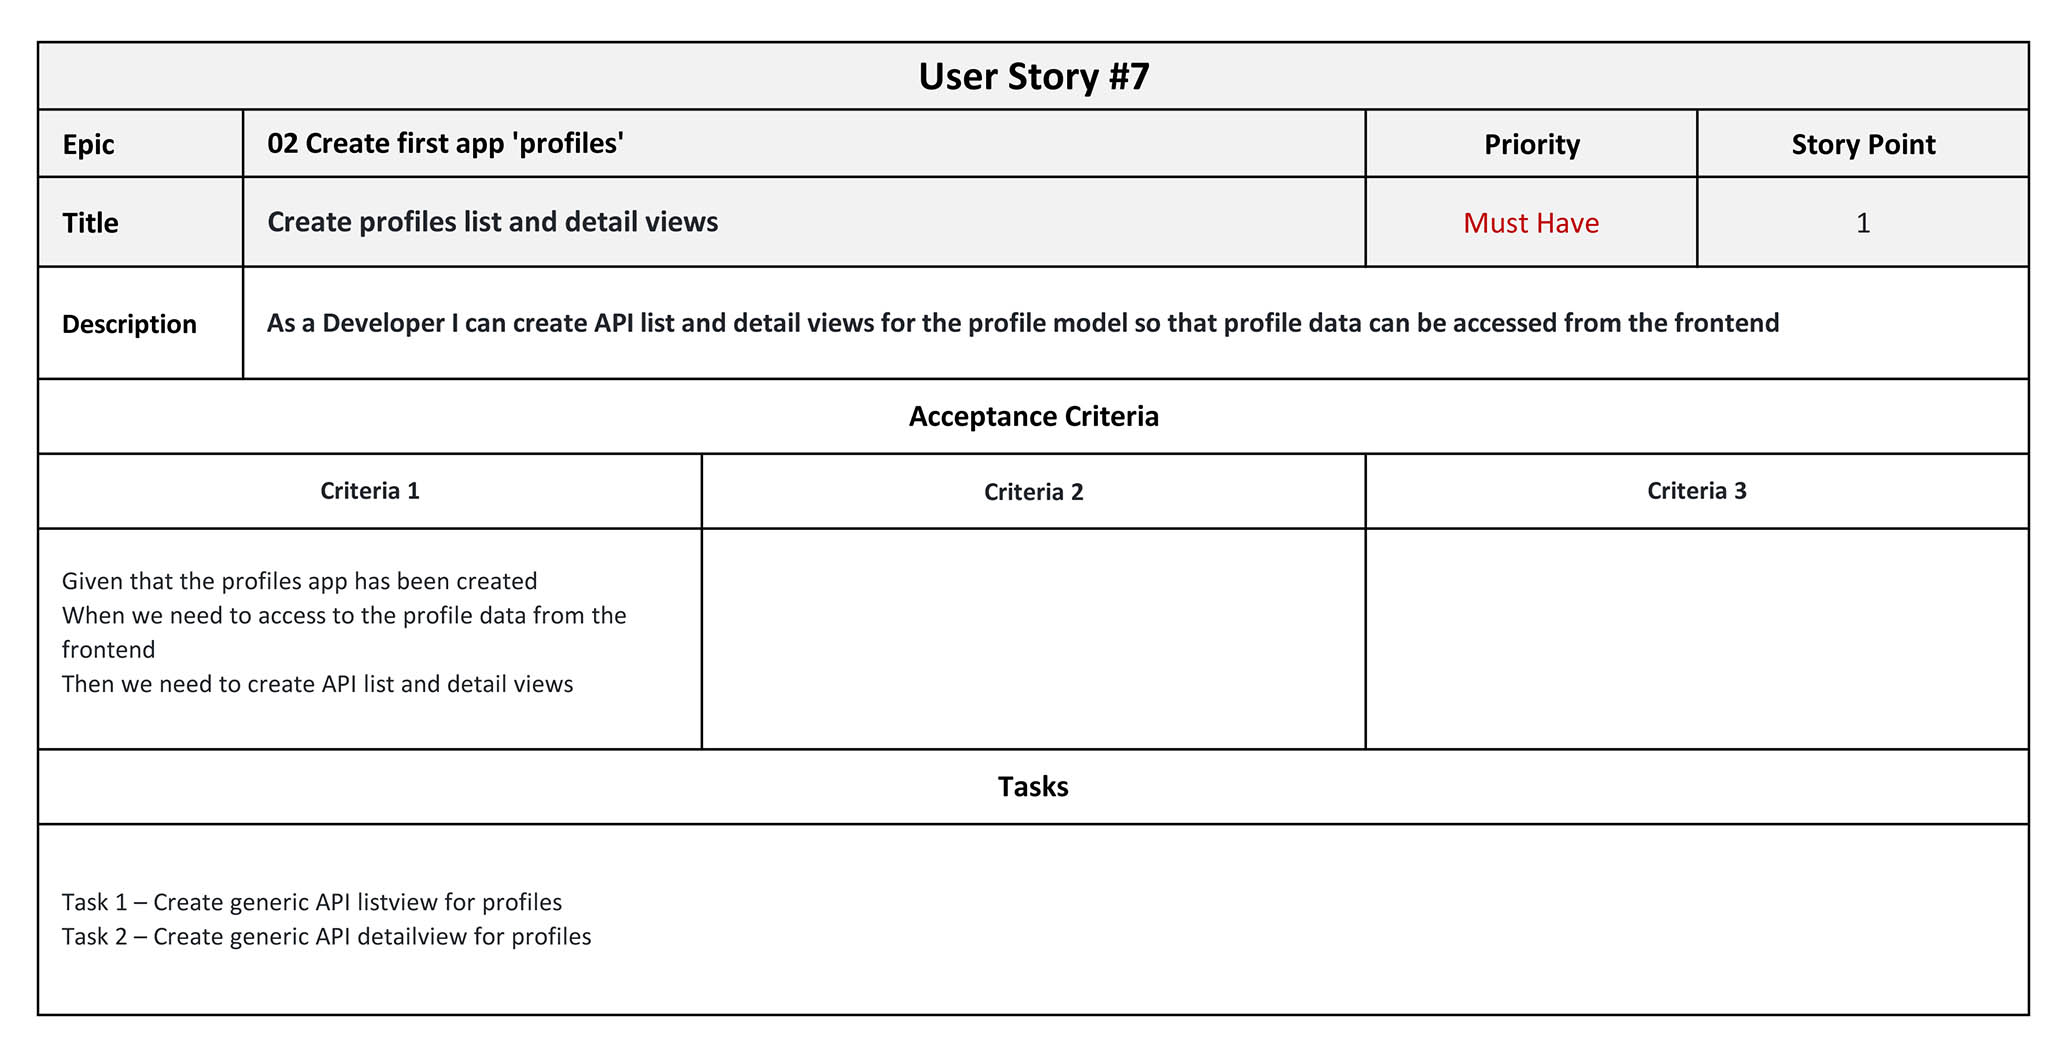 User Story #7
Epic
02 Create first app 'profiles'
Priority
Story Point
Title
Create profiles list and detail views
Must Have
1
Description
As a Developer I can create API list and detail views for the profile model so that profile data can be accessed from the frontend
Acceptance Criteria
Criteria 1
Criteria 2
Criteria 3
Given that the profiles app has been created
When we need to access to the profile data from the
frontend
Then we need to create API list and detail views
Tasks
Task 1 – Create generic API listview for profiles
Task 2 – Create generic API detailview for profiles